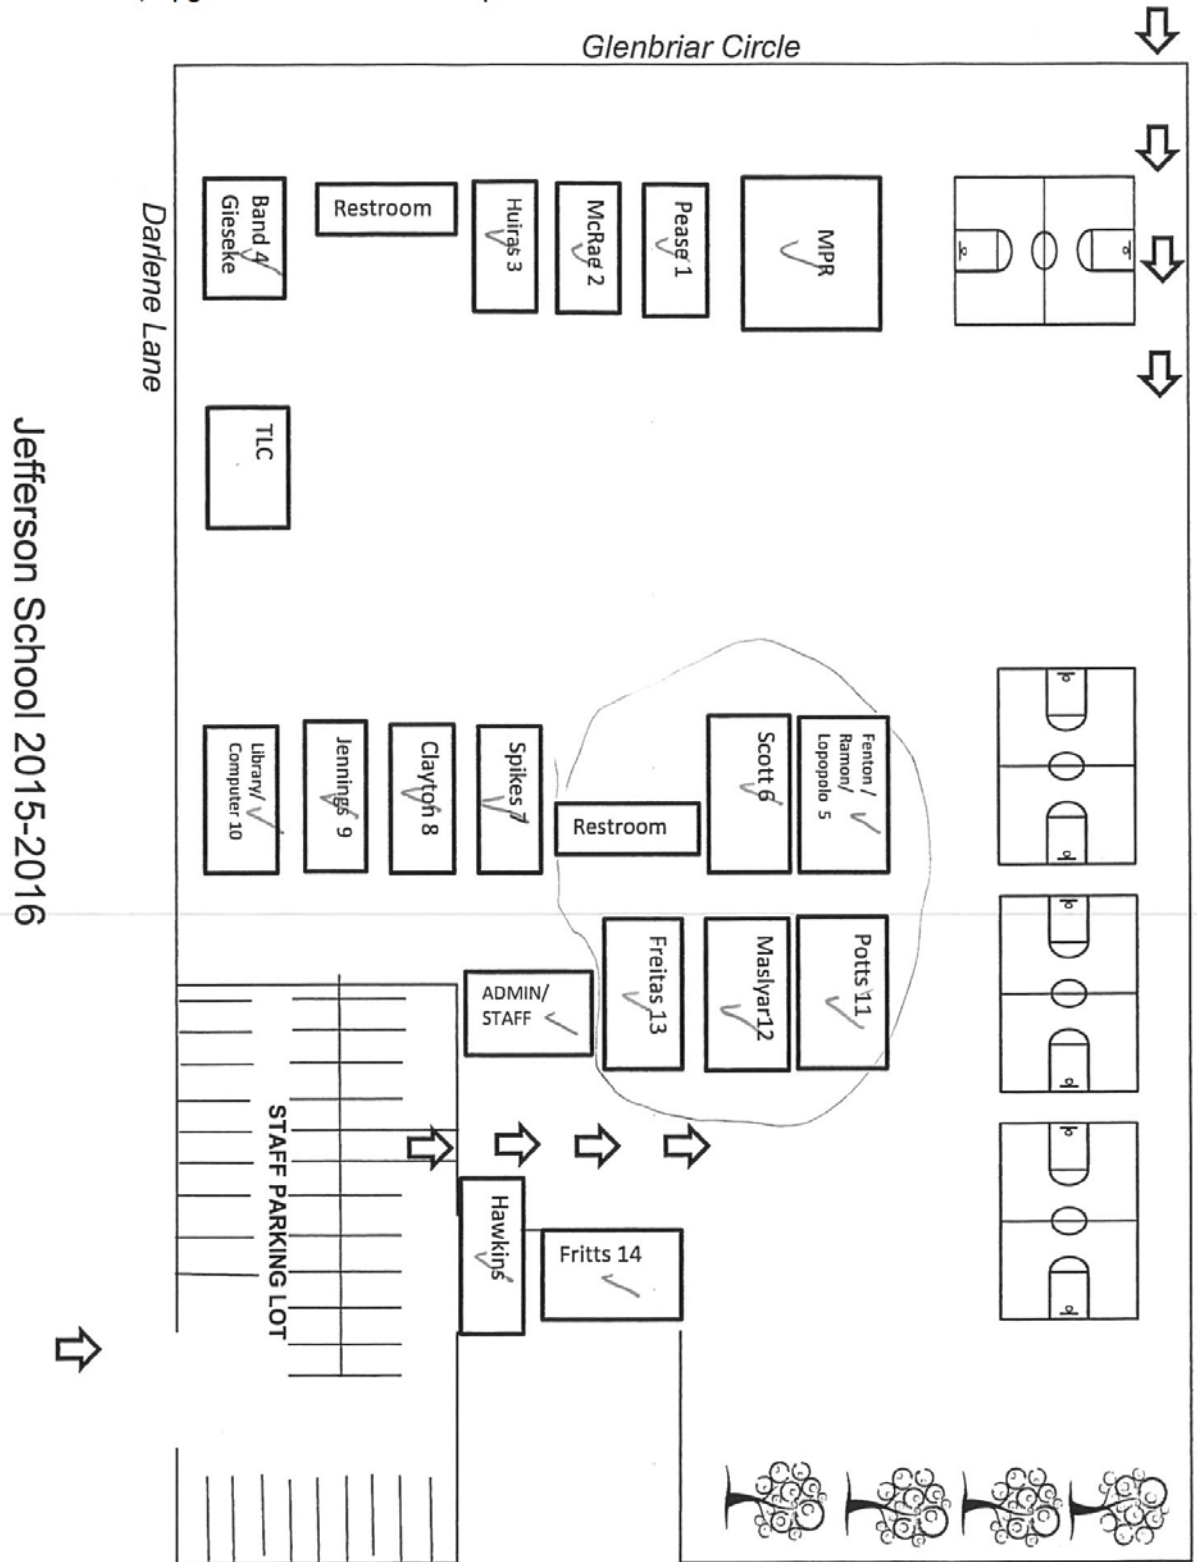 Glenbriar Circle
Darlene Lane
Jefferson School 2015-2016
Band 4
Gieseke
Restroom
Huiras 3
McRae 2
Pease 1
MPR
TLC
Library/
Computer 10
Jennings 9
Clayton 8
Spikes 7
Restroom
Scott 6
Fenton /
Ramon/
Lopopolo 5
ADMIN/
STAFF
Freitas 13
Maslyar12
Potts 11
STAFF PARKING LOT
Hawkins
Fritts 14